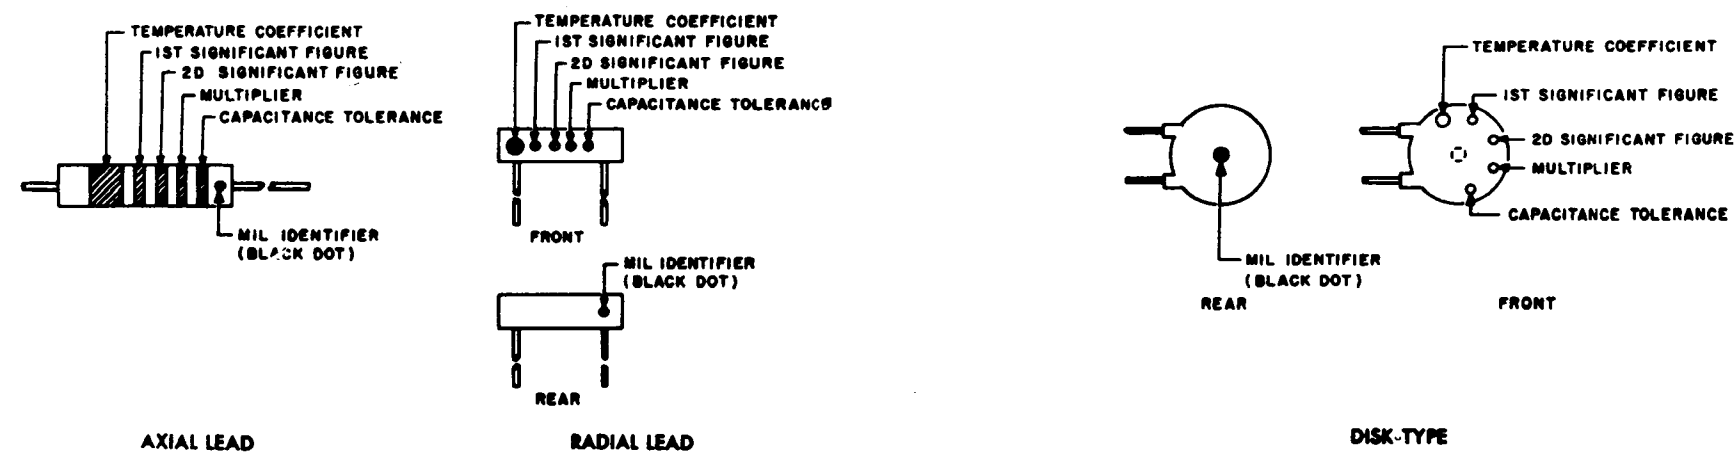 TEMPERATURE COEFFICIENT
1ST SIGNIFICANT FIGURE
2D SIGNIFICANT FIGURE
MULTIPLIER
CAPACITANCE TOLERANCE
MIL IDENTIFIER
(BLACK DOT)
AXIAL LEAD
TEMPERATURE COEFFICIENT
1ST SIGNIFICANT FIGURE
2D SIGNIFICANT FIGURE
MULTIPLIER
CAPACITANCE TOLERANCE
FRONT
MIL IDENTIFIER
(BLACK DOT)
REAR
RADIAL LEAD
MIL IDENTIFIER
(BLACK DOT)
REAR
TEMPERATURE COEFFICIENT
1ST SIGNIFICANT FIGURE
2D SIGNIFICANT FIGURE
MULTIPLIER
CAPACITANCE TOLERANCE
FRONT
DISK-TYPE